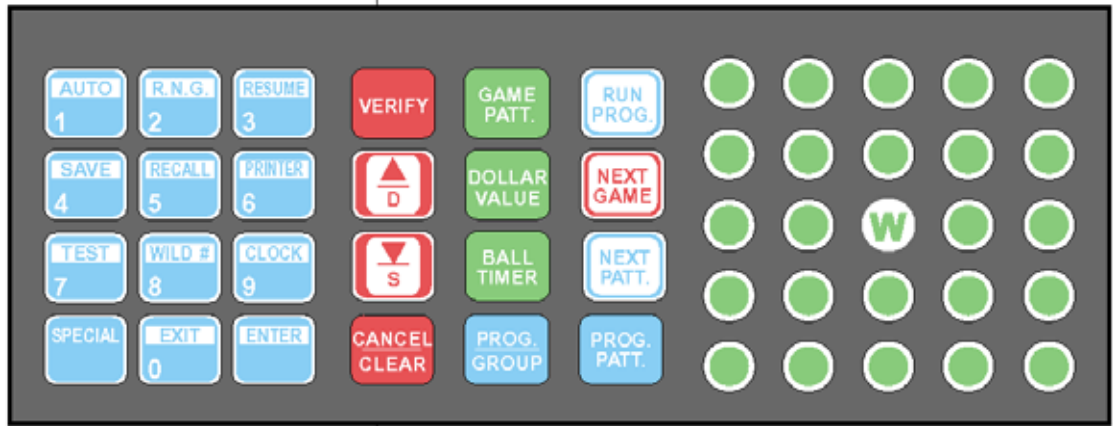 AUTO
1
R.N.G.
2
RESUME
3
VERIFY
GAME
PATT.
RUN
PROG.
SAVE
4
RECALL
5
PRINTER
6
D
DOLLAR
VALUE
NEXT
GAME
TEST
7
WILD #
8
CLOCK
9
S
BALL
TIMER
NEXT
PATT.
W
SPECIAL
EXIT
0
ENTER
CANCEL
CLEAR
PROG.
GROUP
PROG.
PATT.